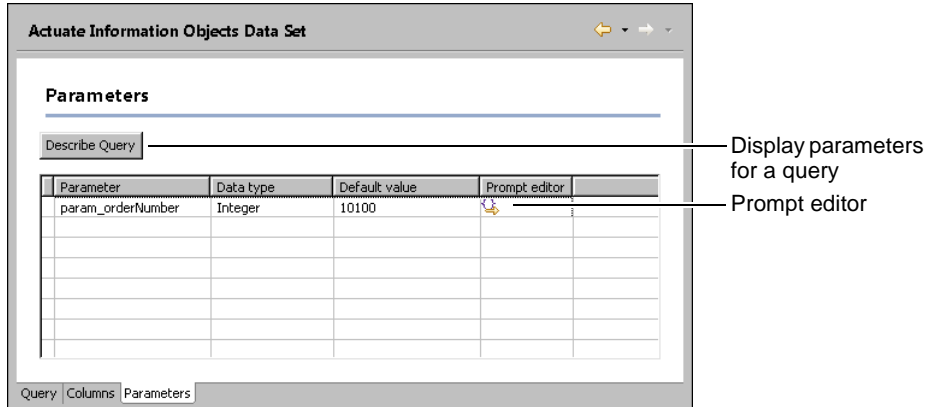 Actuate Information Objects Data Set
Parameters
Describe Query
Display parameters
for a query
Parameter Data type Default value Prompt editor
param_orderNumber Integer 10100
Prompt editor
Query Columns Parameters